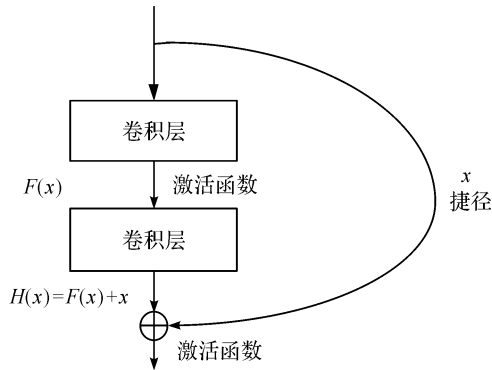 卷积层
F(x)
激活函数
x
捷径
卷积层
H(x)=F(x)+x
激活函数